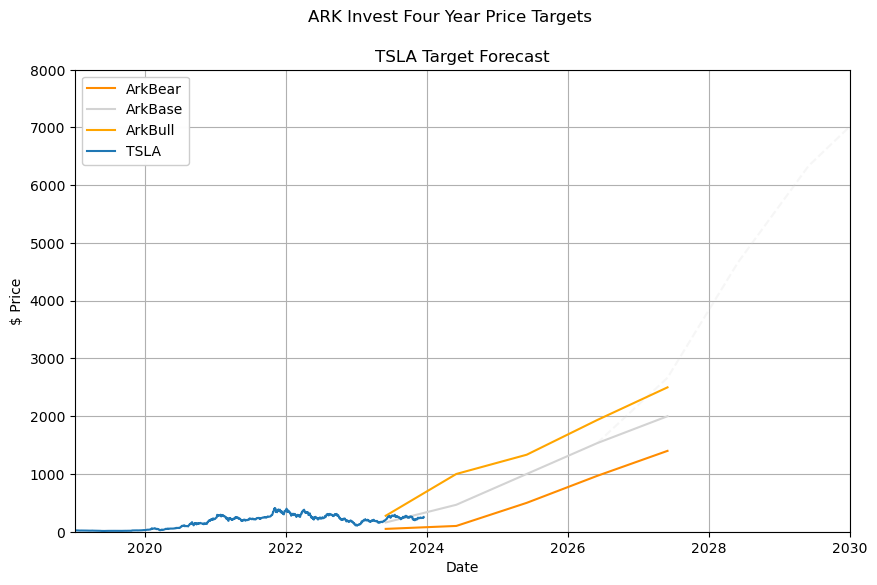 ARK Invest Four Year Price Targets
TSLA Target Forecast
8000
7000
6000
5000
4000
3000
2000
1000
0
$ Price
ArkBear
ArkBase
ArkBull
TSLA
2020
2022
2024
2026
2028
2030
Date